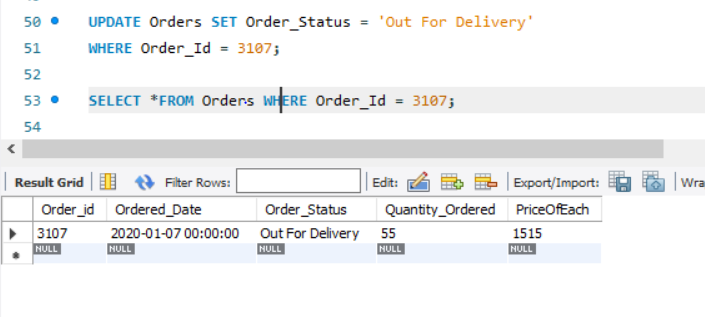 50 UPDATE Orders SET Order_Status = 'Out For Delivery'
51 WHERE Order_Id = 3107;
52
53 SELECT *FROM Orders WHERE Order_Id = 3107;
54
Result Grid Filter Rows: Edit: Export/Import: Wra
Order_id Ordered_Date Order_Status Quantity_Ordered PriceOfEach
3107 2020-01-07 00:00:00 Out For Delivery 55 1515
NULL NULL NULL NULL NULL